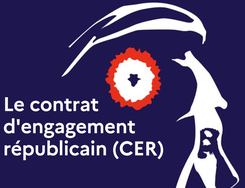 Le contrat
d'engagement
républicain (CER)